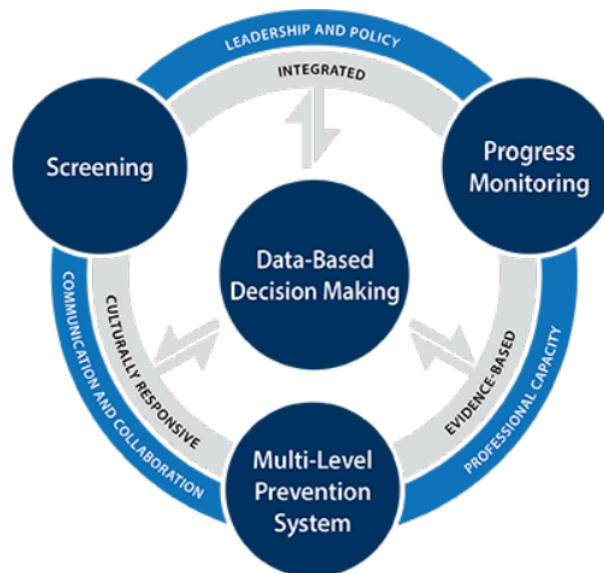 LEADERSHIP AND POLICY
INTEGRATED
Screening
Progress
Monitoring
Data-Based
Decision Making
COMMUNICATION AND COLLABORATION
CULTURALLY RESPONSIVE
EVIDENCE-BASED
PROFESSIONAL CAPACITY
Multi-Level
Prevention
System